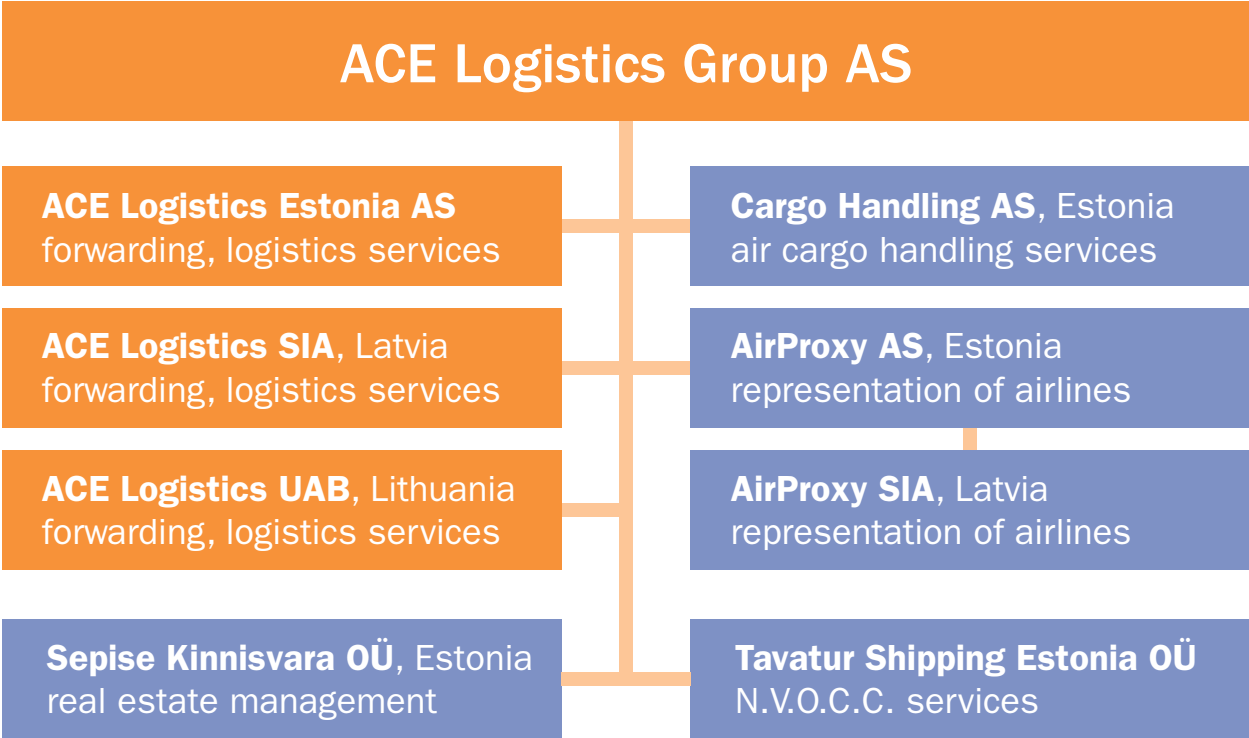 ACE Logistics Group AS
ACE Logistics Estonia AS
forwarding, logistics services
Cargo Handling AS, Estonia
air cargo handling services
ACE Logistics SIA, Latvia
forwarding, logistics services
AirProxy AS, Estonia
representation of airlines
ACE Logistics UAB, Lithuania
forwarding, logistics services
AirProxy SIA, Latvia
representation of airlines
Sepise Kinnisvara OÜ, Estonia
real estate management
Tavatur Shipping Estonia OÜ
N.V.O.C.C. services